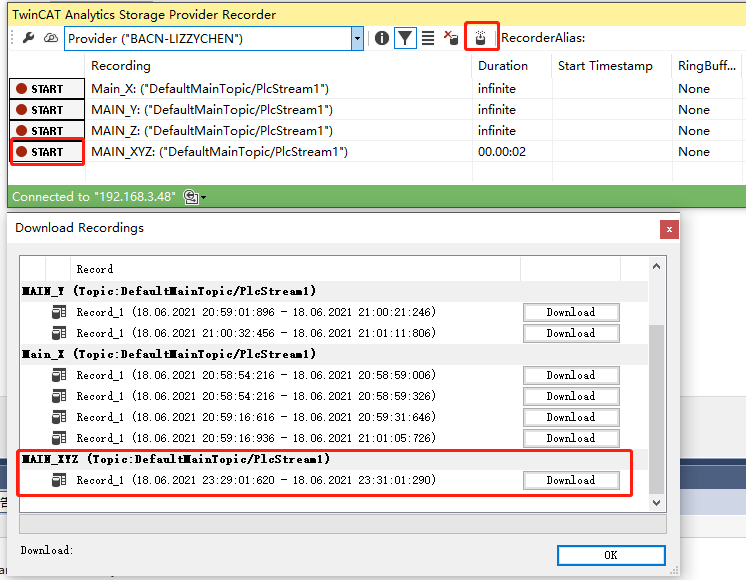 TwinCAT Analytics Storage Provider Recorder
Provider ("BACN-LIZZYCHEN") RecorderAlias:
Recording Duration Start Timestamp RingBuff...
START Main_X: ("DefaultMainTopic/PlcStream1") infinite None
START MAIN_Y: ("DefaultMainTopic/PlcStream1") infinite None
START MAIN_Z: ("DefaultMainTopic/PlcStream1") infinite None
START MAIN_XYZ: ("DefaultMainTopic/PlcStream1") 00.00:02 None
Connected to "192.168.3.48"
Download Recordings
Record
MAIN_Y (Topic:DefaultMainTopic/PlcStream1)
Record_1 (18.06.2021 20:59:01:896 - 18.06.2021 21:00:21:246) Download
Record_1 (18.06.2021 21:00:32:456 - 18.06.2021 21:01:11:806) Download
Main_X (Topic:DefaultMainTopic/PlcStream1)
Record_1 (18.06.2021 20:58:54:216 - 18.06.2021 20:58:59:006) Download
Record_1 (18.06.2021 20:58:54:216 - 18.06.2021 20:58:59:326) Download
Record_1 (18.06.2021 20:59:16:616 - 18.06.2021 20:59:31:646) Download
Record_1 (18.06.2021 20:59:16:936 - 18.06.2021 21:01:05:726) Download
MAIN_XYZ (Topic:DefaultMainTopic/PlcStream1)
Record_1 (18.06.2021 23:29:01:620 - 18.06.2021 23:31:01:290) Download
Download:
OK